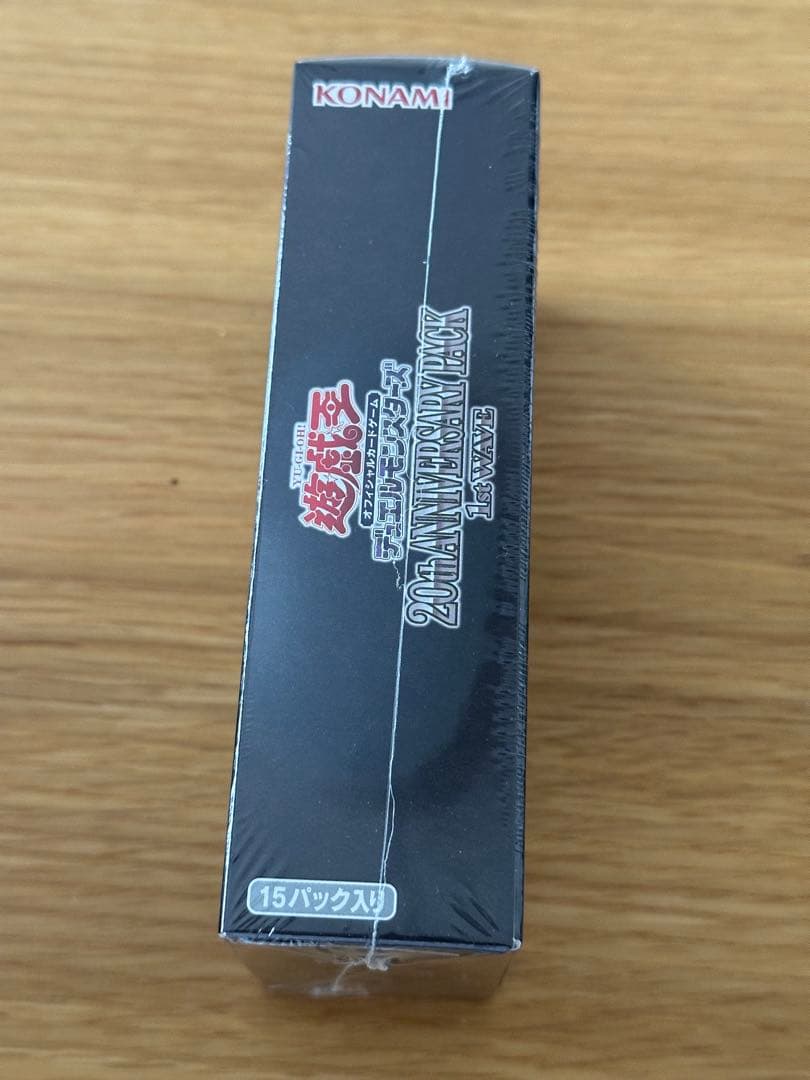 KONAMI
YU-GI-OH!
遊戯王
オフィシャルカードゲーム
デュエルモンスターズ
20th ANNIVERSARY PACK
1st WAVE
15パック入り